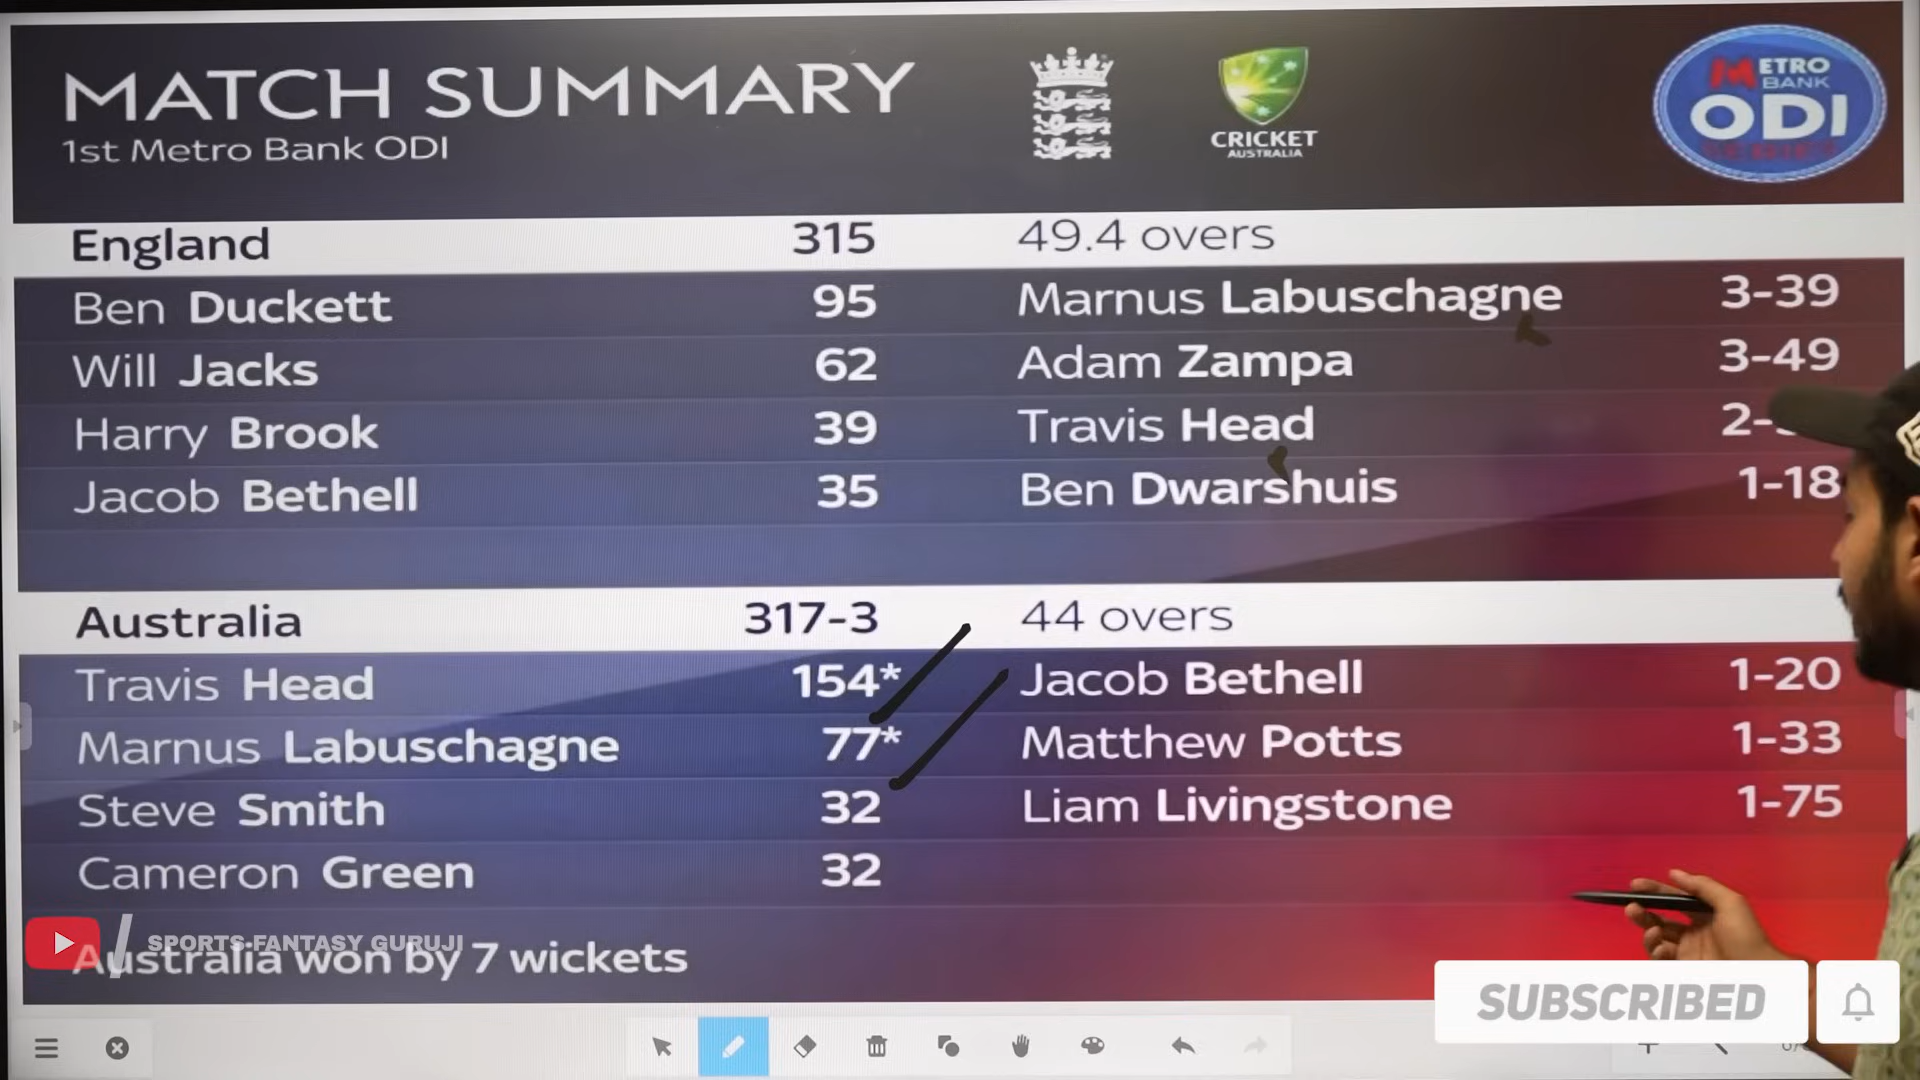 MATCH SUMMARY
1st Metro Bank ODI
CRICKET
AUSTRALIA
METRO
BANK
ODI
England 315 49.4 overs
Ben Duckett 95 Marnus Labuschagne 3-39
Will Jacks 62 Adam Zampa 3-49
Harry Brook 39 Travis Head 2-
Jacob Bethell 35 Ben Dwarshuis 1-18
Australia 317-3 44 overs
Travis Head 154* Jacob Bethell 1-20
Marnus Labuschagne 77* Matthew Potts 1-33
Steve Smith 32 Liam Livingstone 1-75
Cameron Green 32
SPORTS FANTASY GURUJI
Australia won by 7 wickets
SUBSCRIBED